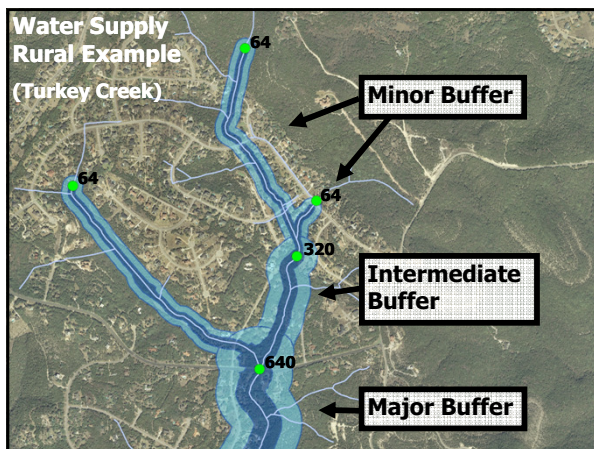 Water Supply
Rural Example
(Turkey Creek)
64
Minor Buffer
64
64
320
Intermediate
Buffer
640
Major Buffer